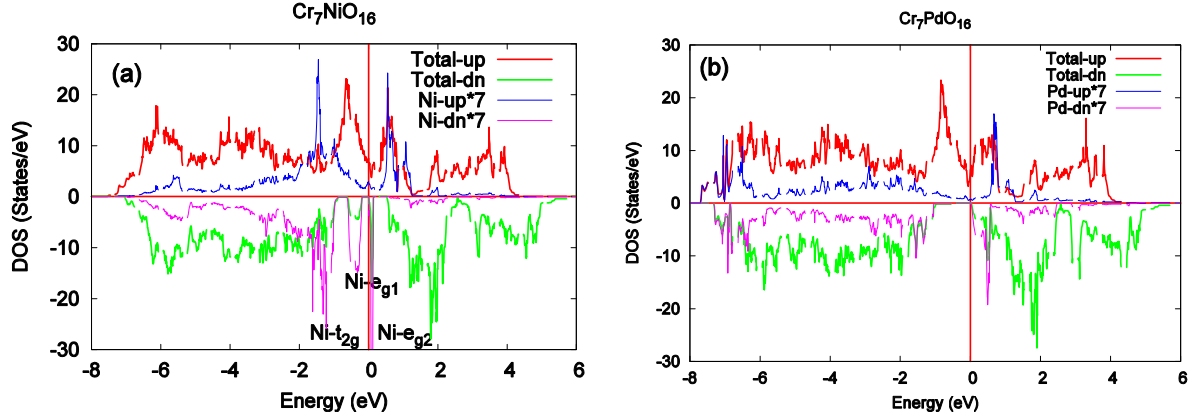 Cr7NiO16
(a)
Total-up
Total-dn
Ni-up*7
Ni-dn*7
30
20
10
0
-10
-20
-30
DOS (States/eV)
Ni-eg1
Ni-t2g
Ni-eg2
-8
-6
-4
-2
0
2
4
6
Energy (eV)
Cr7PdO16
(b)
Total-up
Total-dn
Pd-up*7
Pd-dn*7
30
20
10
0
-10
-20
-30
DOS (States/eV)
-8
-6
-4
-2
0
2
4
6
Energy (eV)